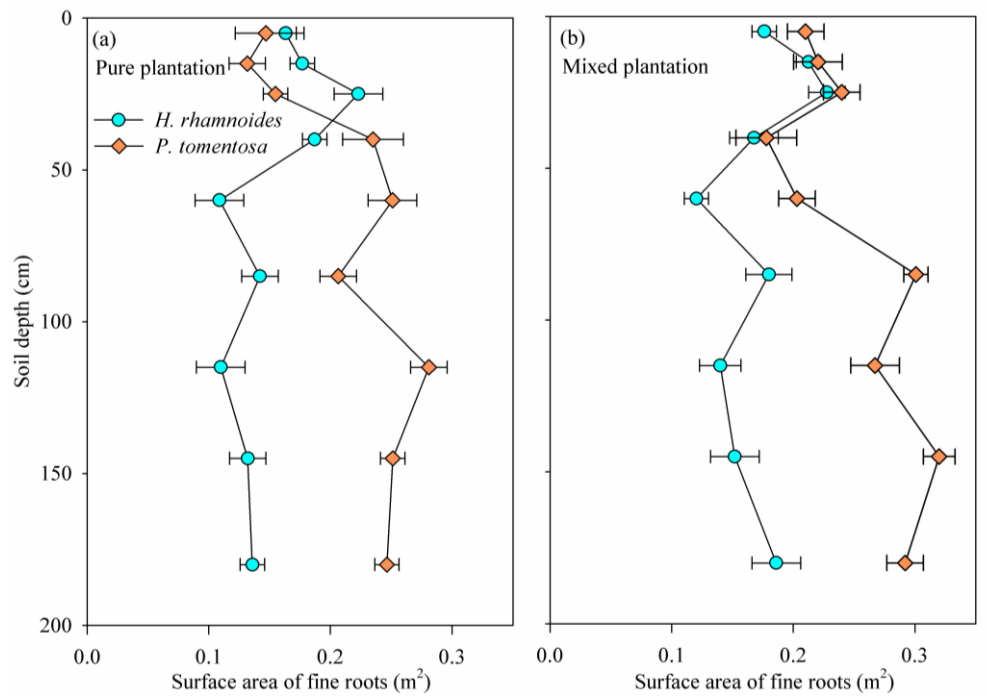 0
50
100
150
200
Soil depth (cm)
(a)
Pure plantation
H. rhamnoides
P. tomentosa
0.0
0.1
0.2
0.3
Surface area of fine roots (m²)
(b)
Mixed plantation
0.0
0.1
0.2
0.3
Surface area of fine roots (m²)